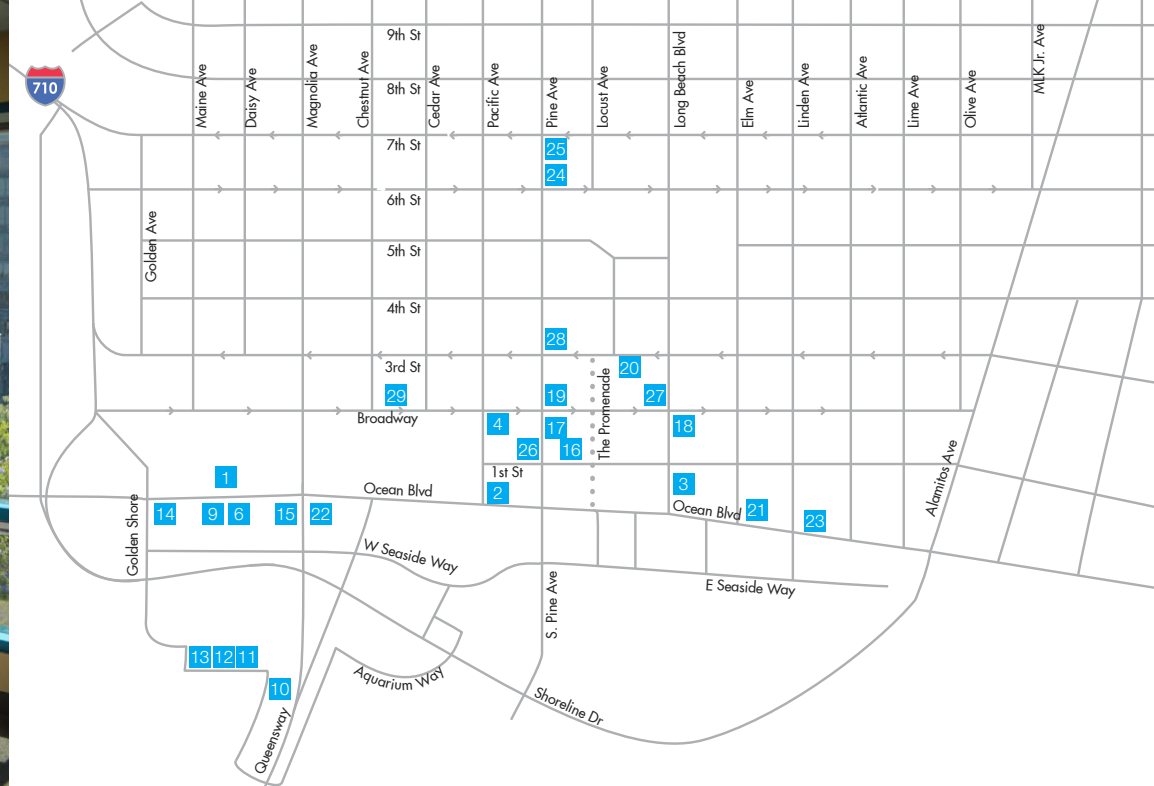 9th St
710
Maine Ave
Daisy Ave
Magnolia Ave
Chestnut Ave
Cedar Ave
Pacific Ave
Pine Ave
Locust Ave
Long Beach Blvd
Elm Ave
Linden Ave
Atlantic Ave
Lime Ave
Olive Ave
MLK Jr. Ave
8th St
7th St
25
24
6th St
Golden Ave
5th St
4th St
28
3rd St
20
The Promenade
29
19
27
Broadway
4
17
18
26
16
1st St
1
3
2
Ocean Blvd
Alamitos Ave
Golden Shore
14
9
6
15
22
Ocean Blvd
21
23
W Seaside Way
E Seaside Way
S. Pine Ave
13
12
11
10
Aquarium Way
Shoreline Dr
Queensway